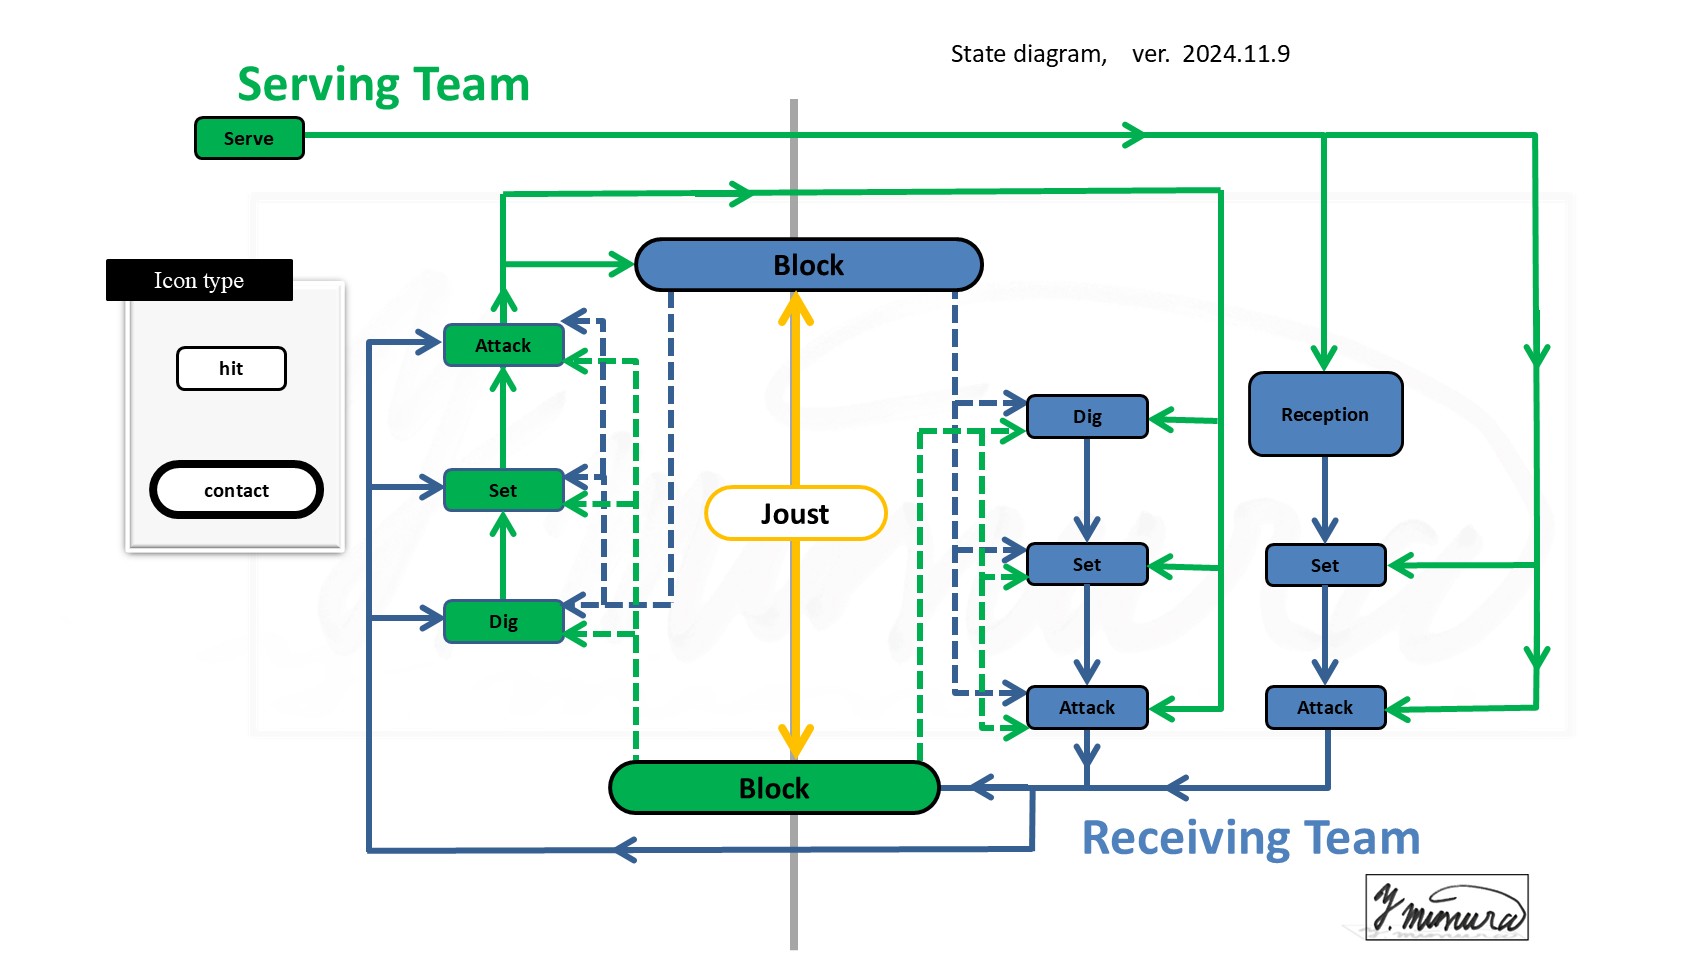 State diagram, ver. 2024.11.9
Serving Team
Serve
Icon type
hit
contact
Block
Attack
Set
Dig
Joust
Dig
Set
Attack
Reception
Set
Attack
Block
Receiving Team
Y. mimura